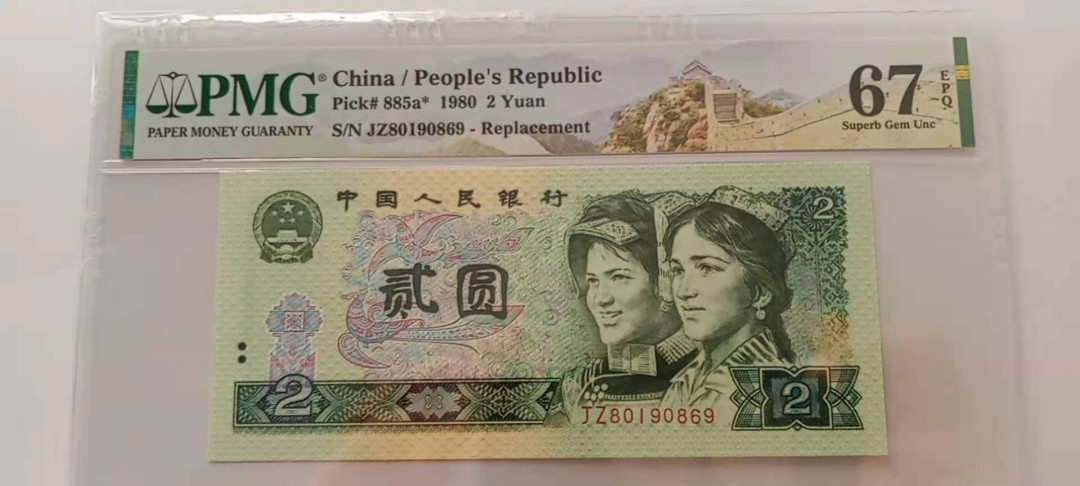 PMG®
PAPER MONEY GUARANTY
China / People's Republic
Pick# 885a* 1980 2 Yuan
S/N JZ80190869 - Replacement
67
EPQ
Superb Gem Unc
中国人民银行
2
贰圆
2
JZ80190869
2